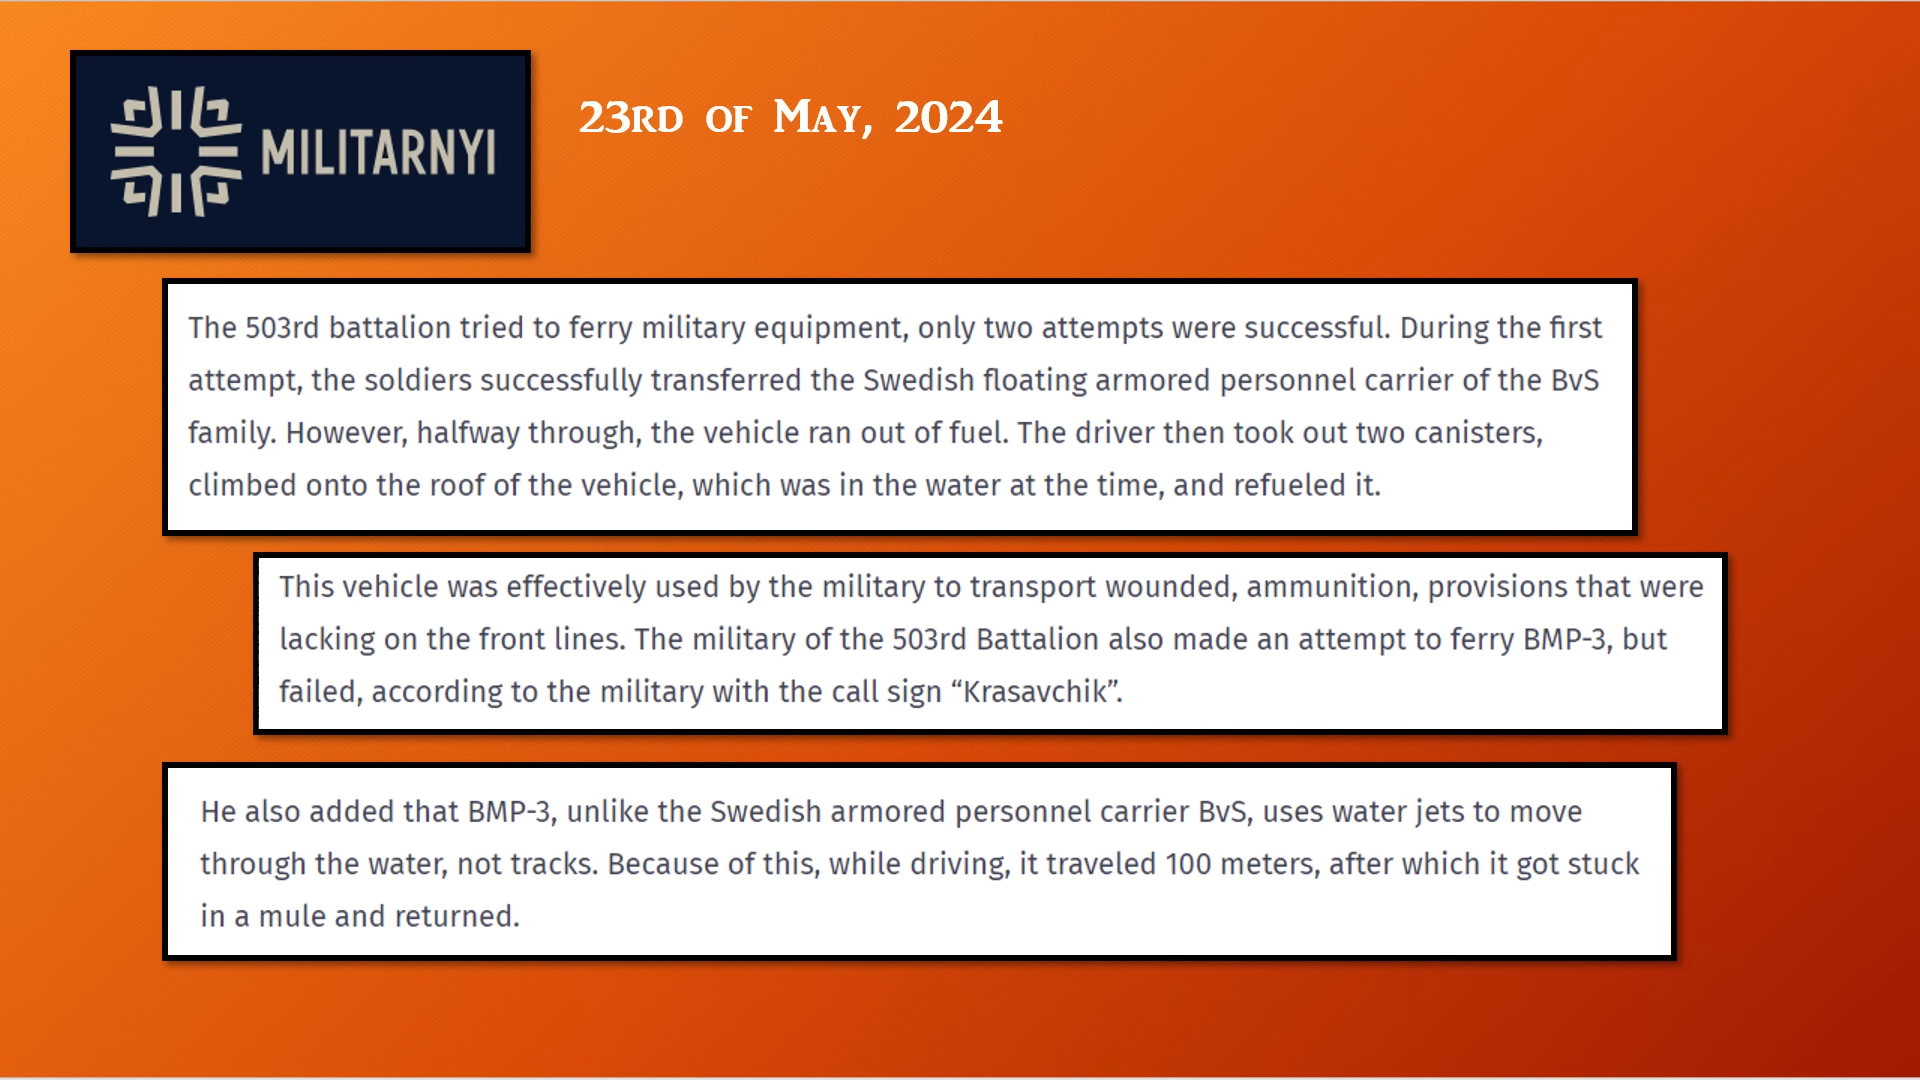 MILITARNYI
23rd of May, 2024
The 503rd battalion tried to ferry military equipment, only two attempts were successful. During the first
attempt, the soldiers successfully transferred the Swedish floating armored personnel carrier of the BvS
family. However, halfway through, the vehicle ran out of fuel. The driver then took out two canisters,
climbed onto the roof of the vehicle, which was in the water at the time, and refueled it.
This vehicle was effectively used by the military to transport wounded, ammunition, provisions that were
lacking on the front lines. The military of the 503rd Battalion also made an attempt to ferry BMP-3, but
failed, according to the military with the call sign “Krasavchik”.
He also added that BMP-3, unlike the Swedish armored personnel carrier BvS, uses water jets to move
through the water, not tracks. Because of this, while driving, it traveled 100 meters, after which it got stuck
in a mule and returned.